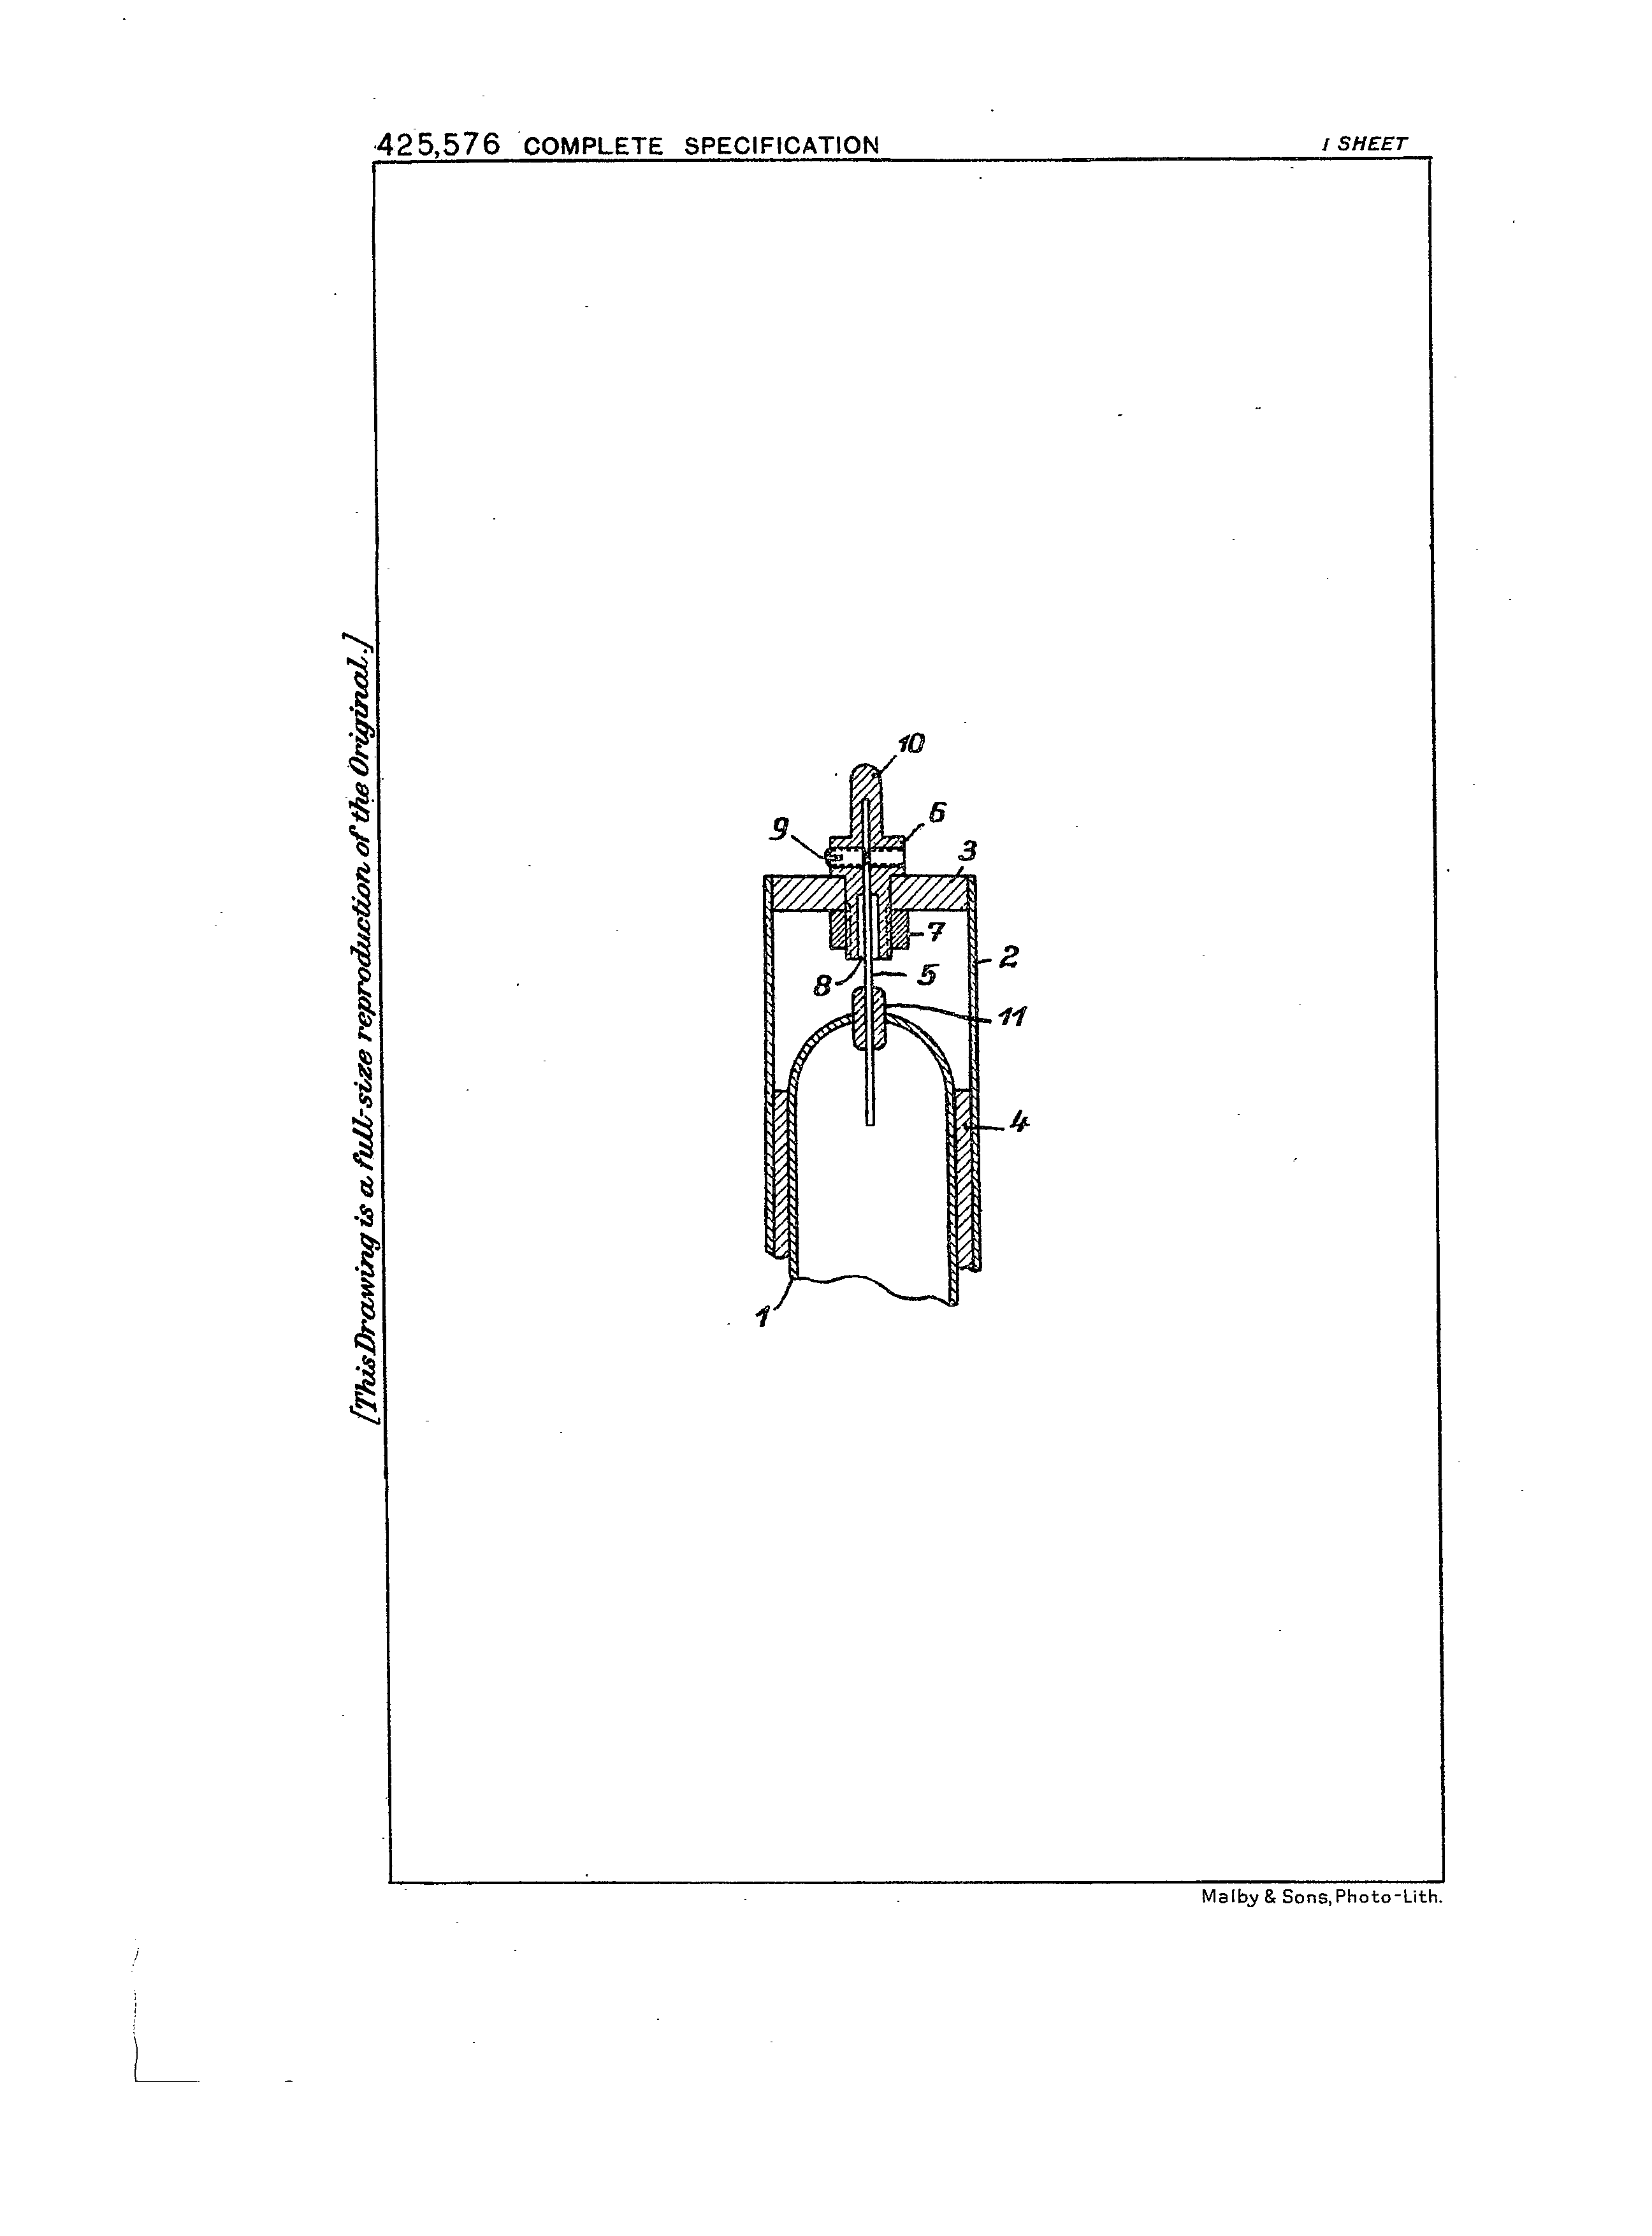 425,576 COMPLETE SPECIFICATION
1 SHEET
[This Drawing is a full-size reproduction of the Original.]
10
6
9
3
7
2
8
5
11
4
1
Malby & Sons, Photo-Lith.